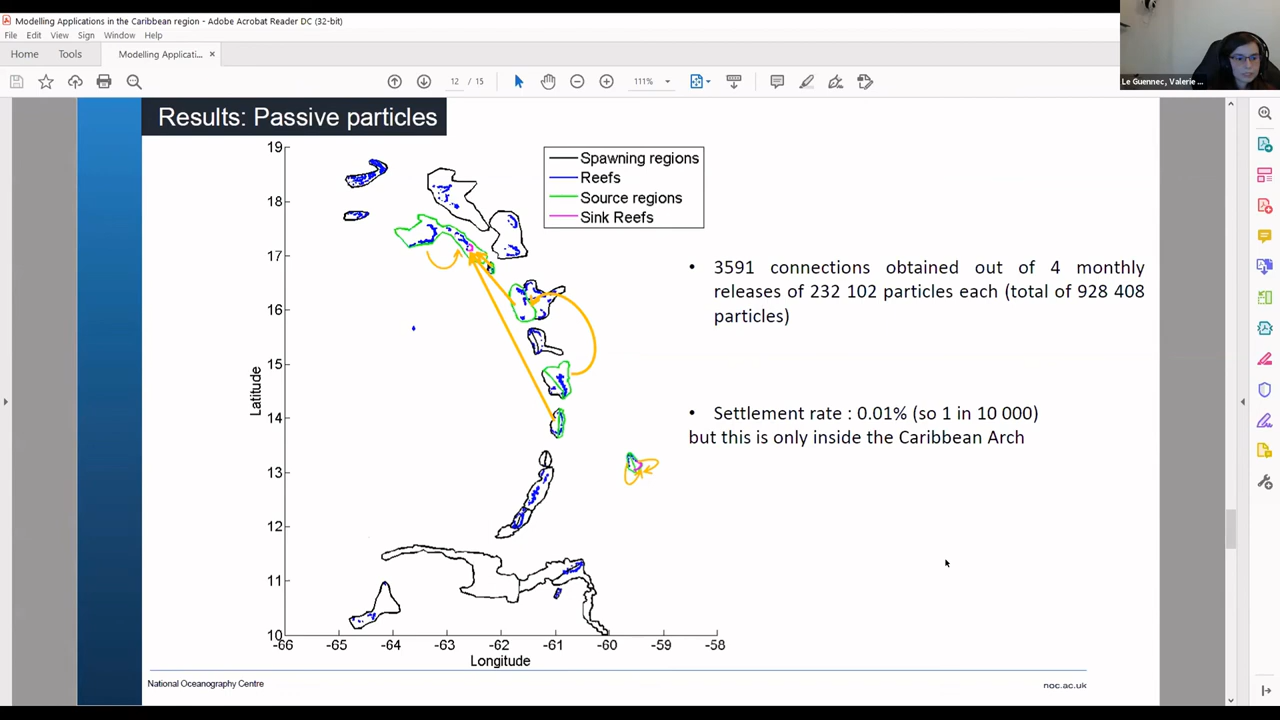 Modelling Applications in the Caribbean region - Adobe Acrobat Reader DC (32-bit)
File Edit View Sign Window Help
Home Tools Modelling Applicati... ×
12 / 15 111%
Le Guennec, Valerie ...
Results: Passive particles
19
18
17
16
15
14
13
12
11
10
Latitude
-66 -65 -64 -63 -62 -61 -60 -59 -58
Longitude
Spawning regions
Reefs
Source regions
Sink Reefs
• 3591 connections obtained out of 4 monthly
releases of 232 102 particles each (total of 928 408
particles)
• Settlement rate : 0.01% (so 1 in 10 000)
but this is only inside the Caribbean Arch
National Oceanography Centre
noc.ac.uk